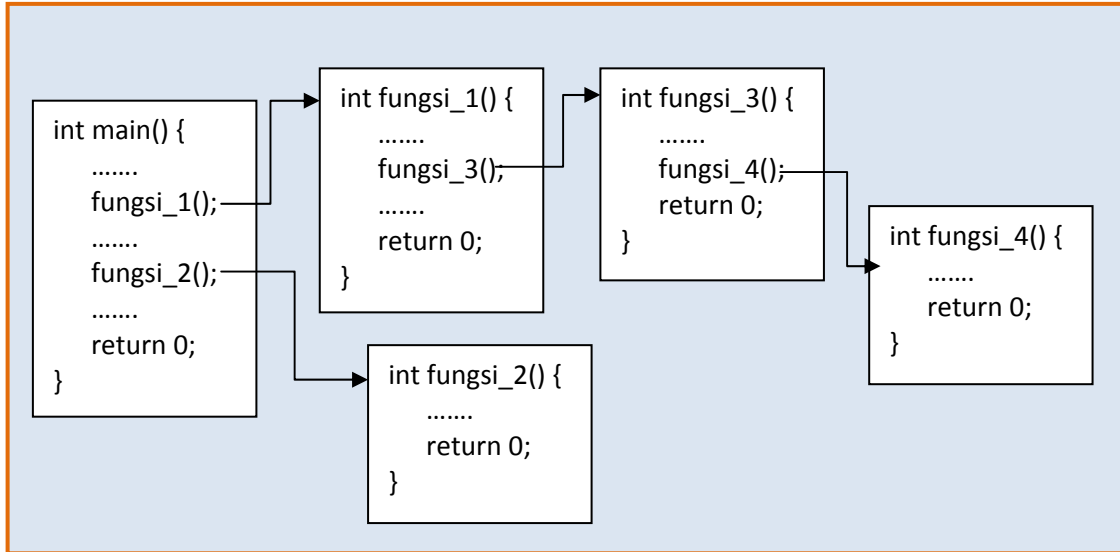 int main() {
…….
fungsi_1();
…….
fungsi_2();
…….
return 0;
}
int fungsi_1() {
…….
fungsi_3();
…….
return 0;
}
int fungsi_3() {
…….
fungsi_4();
return 0;
}
int fungsi_4() {
…….
return 0;
}
int fungsi_2() {
…….
return 0;
}